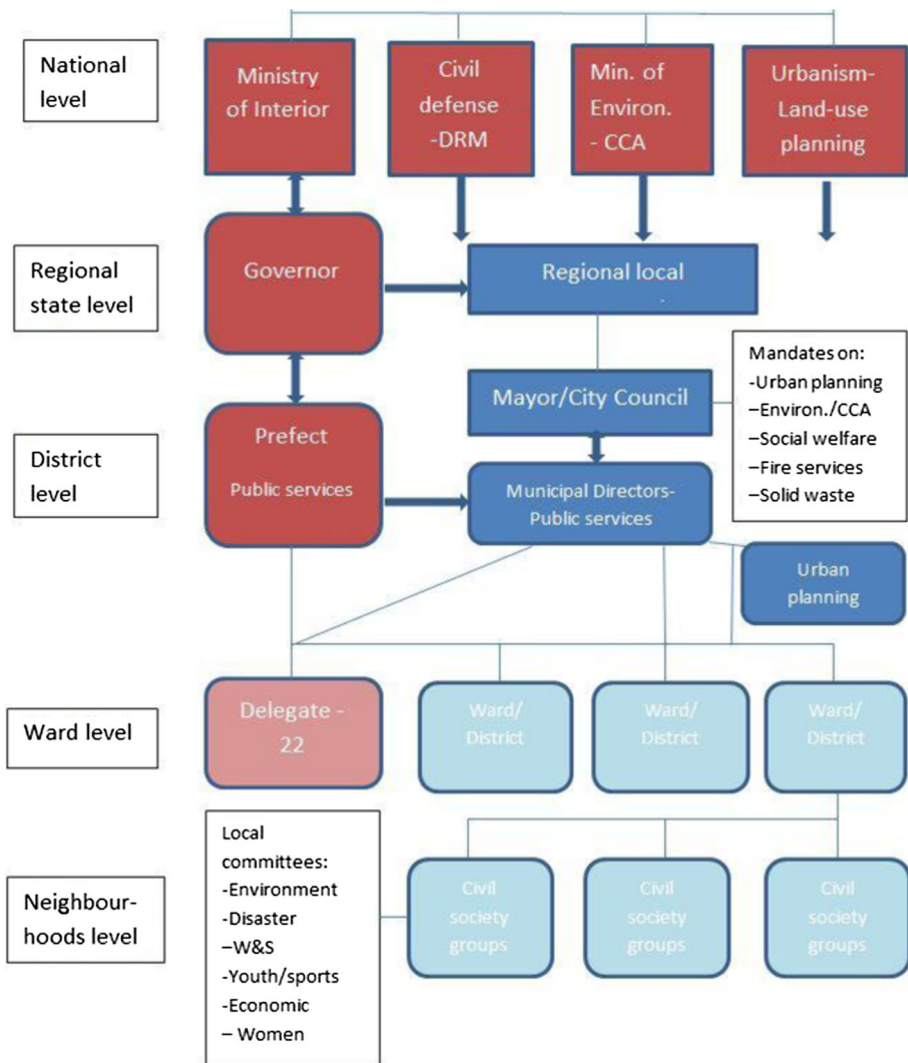 National
level
Ministry
of Interior
Civil
defense
-DRM
Min. of
Environ.
- CCA
Urbanism-
Land-use
planning
Regional
state level
Governor
Regional local
.
Mandates on:
-Urban planning
–Environ./CCA
–Social welfare
–Fire services
–Solid waste
Mayor/City Council
District
level
Prefect
Public services
Municipal Directors-
Public services
Urban
planning
Ward level
Delegate -
22
Ward/
District
Ward/
District
Ward/
District
Neighbour-
hoods level
Local
committees:
-Environment
-Disaster
–W&S
-Youth/sports
-Economic
– Women
Civil
society
groups
Civil
society
groups
Civil
society
groups